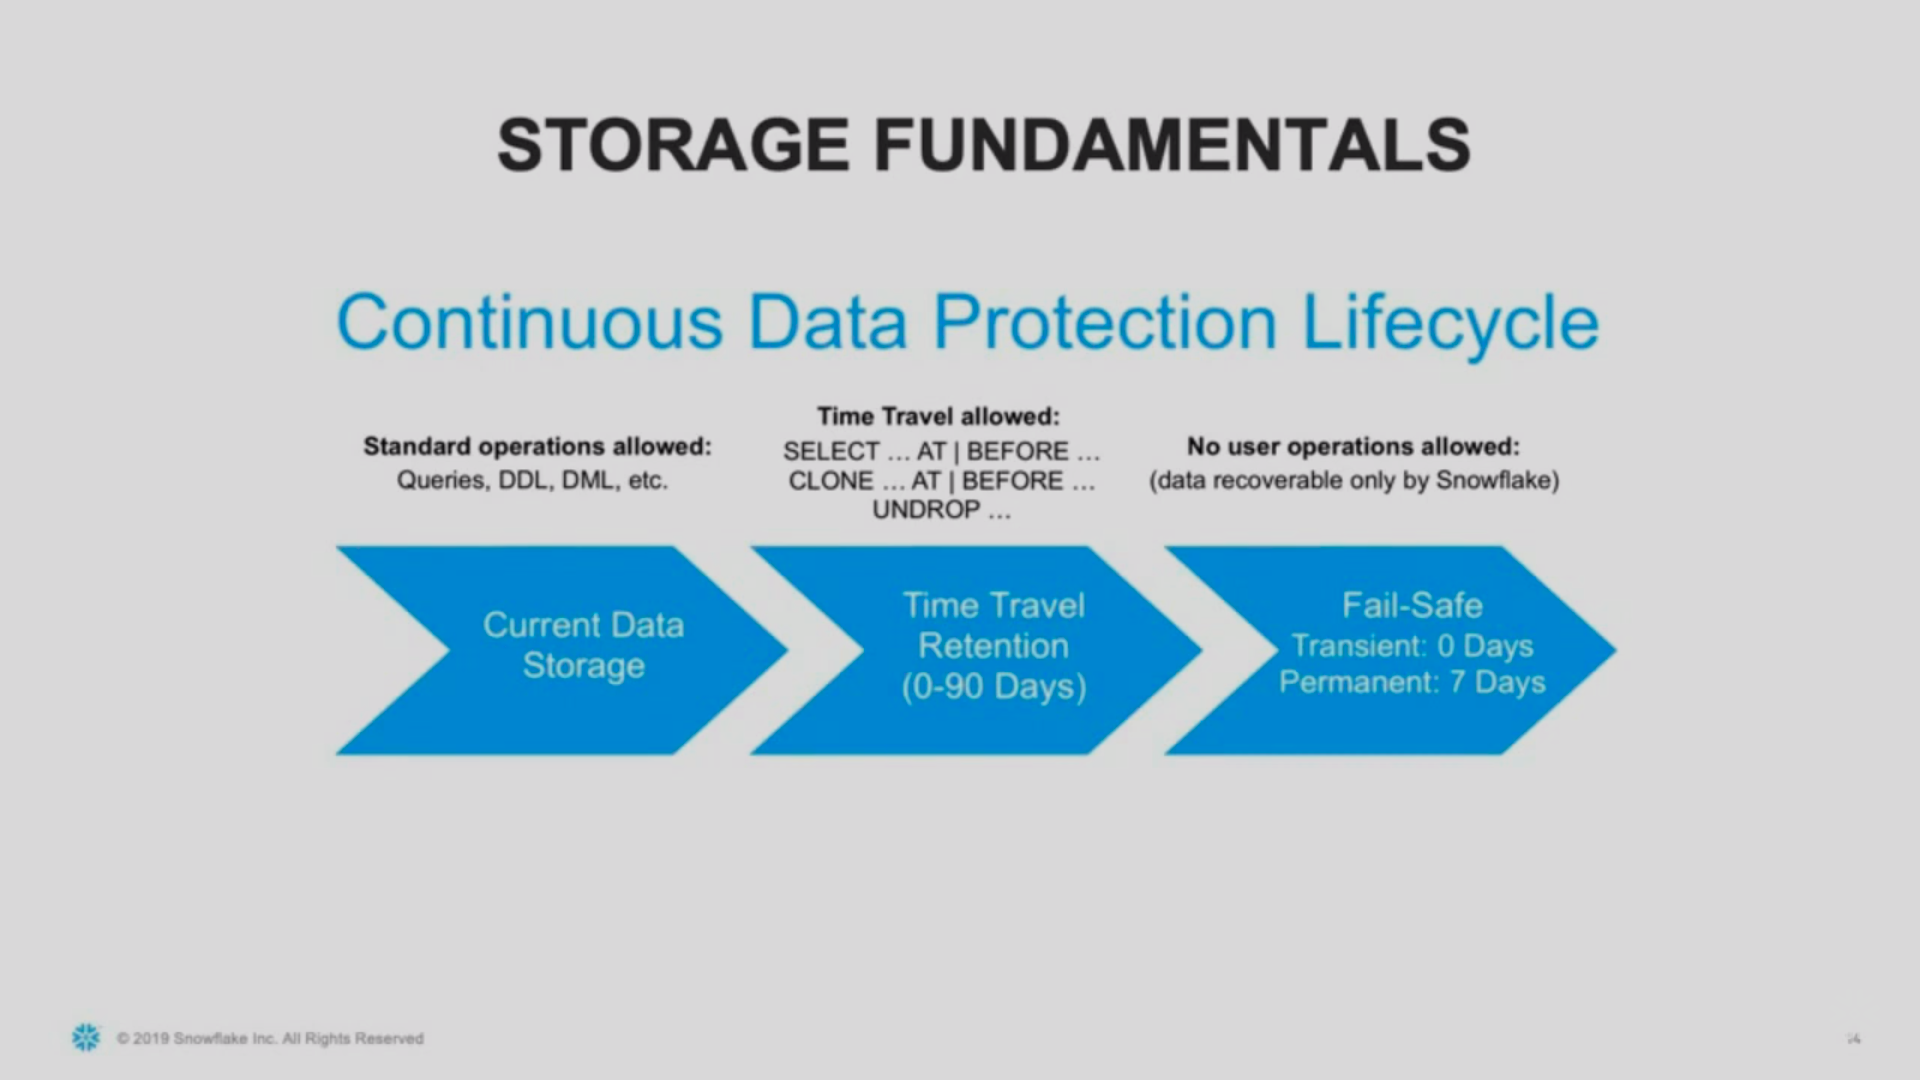 STORAGE FUNDAMENTALS
Continuous Data Protection Lifecycle
Standard operations allowed:
Queries, DDL, DML, etc.
Time Travel allowed:
SELECT ... AT | BEFORE ...
CLONE ... AT | BEFORE ...
UNDROP ...
No user operations allowed:
(data recoverable only by Snowflake)
Current Data
Storage
Time Travel
Retention
(0-90 Days)
Fail-Safe
Transient: 0 Days
Permanent: 7 Days
© 2019 Snowflake Inc. All Rights Reserved